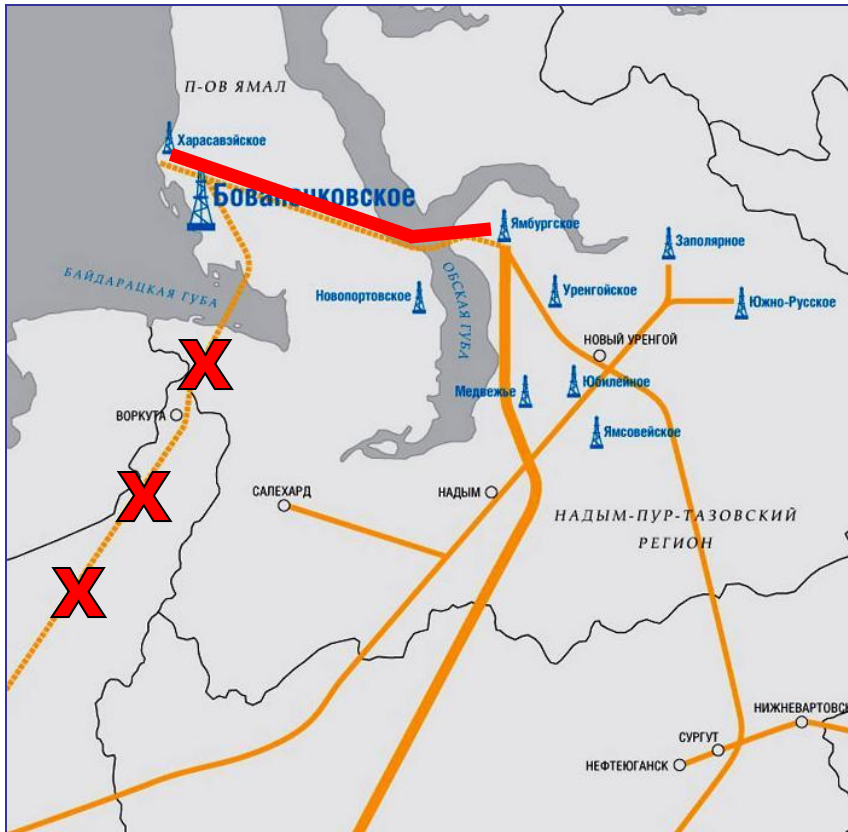 П-ОВ ЯМАЛ
Харасавэйское
Бованенковское
Ямбургское
Заполярное
БАЙДАРАЦКАЯ ГУБА
ОБСКАЯ ГУБА
Новопортовское
Уренгойское
Южно-Русское
НОВЫЙ УРЕНГОЙ
X
Медвежье
Юбилейное
ВОРКУТА
Ямсовейское
X
САЛЕХАРД
НАДЫМ
НАДЫМ-ПУР-ТАЗОВСКИЙ
РЕГИОН
X
НИЖНЕВАРТОВС
СУРГУТ
НЕФТЕЮГАНСК